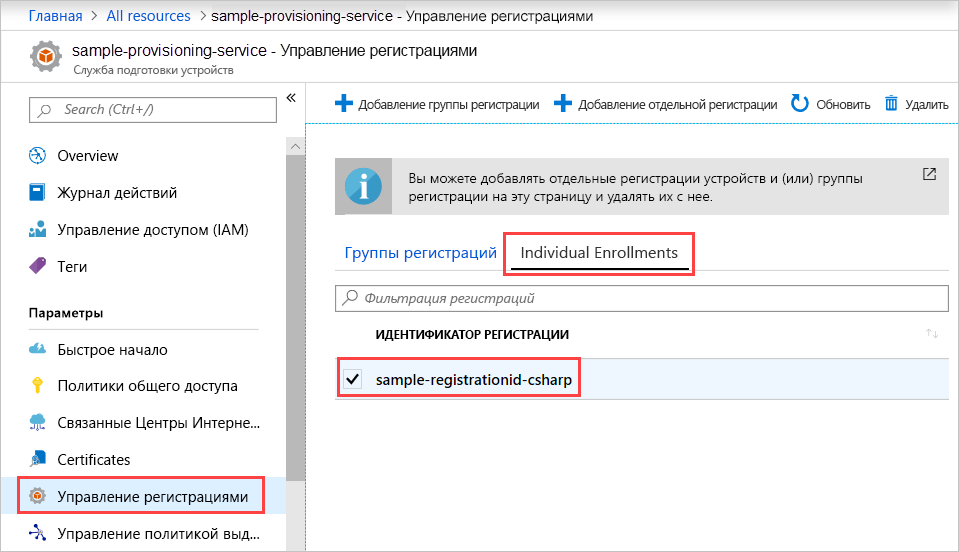 Главная > All resources > sample-provisioning-service - Управление регистрациями
sample-provisioning-service - Управление регистрациями
Служба подготовки устройств
Search (Ctrl+/)
Overview
Журнал действий
Управление доступом (IAM)
Теги
Параметры
Быстрое начало
Политики общего доступа
Связанные Центры Интерне...
Certificates
Управление регистрациями
Управление политикой выд...
Добавление группы регистрации
Добавление отдельной регистрации
Обновить
Удалить
Вы можете добавлять отдельные регистрации устройств и (или) группы
регистрации на эту страницу и удалять их с нее.
Группы регистраций
Individual Enrollments
Фильтрация регистраций
ИДЕНТИФИКАТОР РЕГИСТРАЦИИ
sample-registrationid-csharp